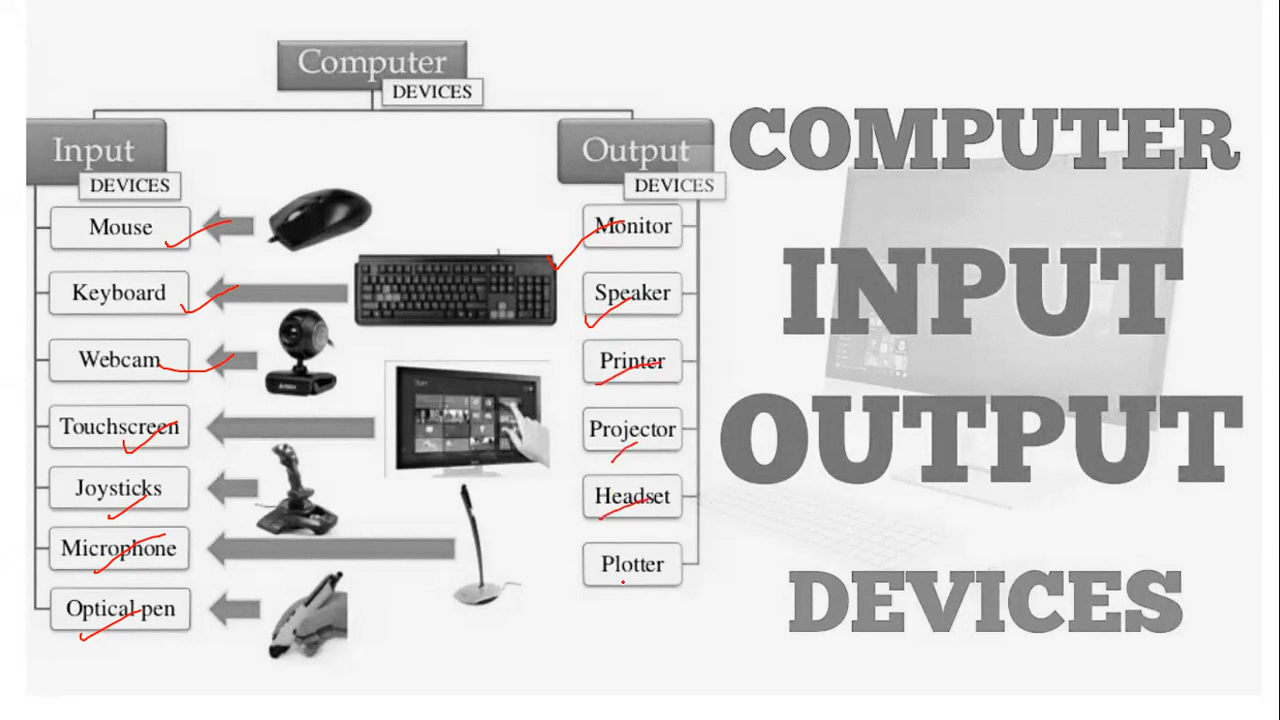 Computer
DEVICES
Input
DEVICES
Mouse
Keyboard
Webcam
Touchscreen
Joysticks
Microphone
Optical pen
Output
DEVICES
Monitor
Speaker
Printer
Projector
Headset
Plotter
COMPUTER
INPUT
OUTPUT
DEVICES